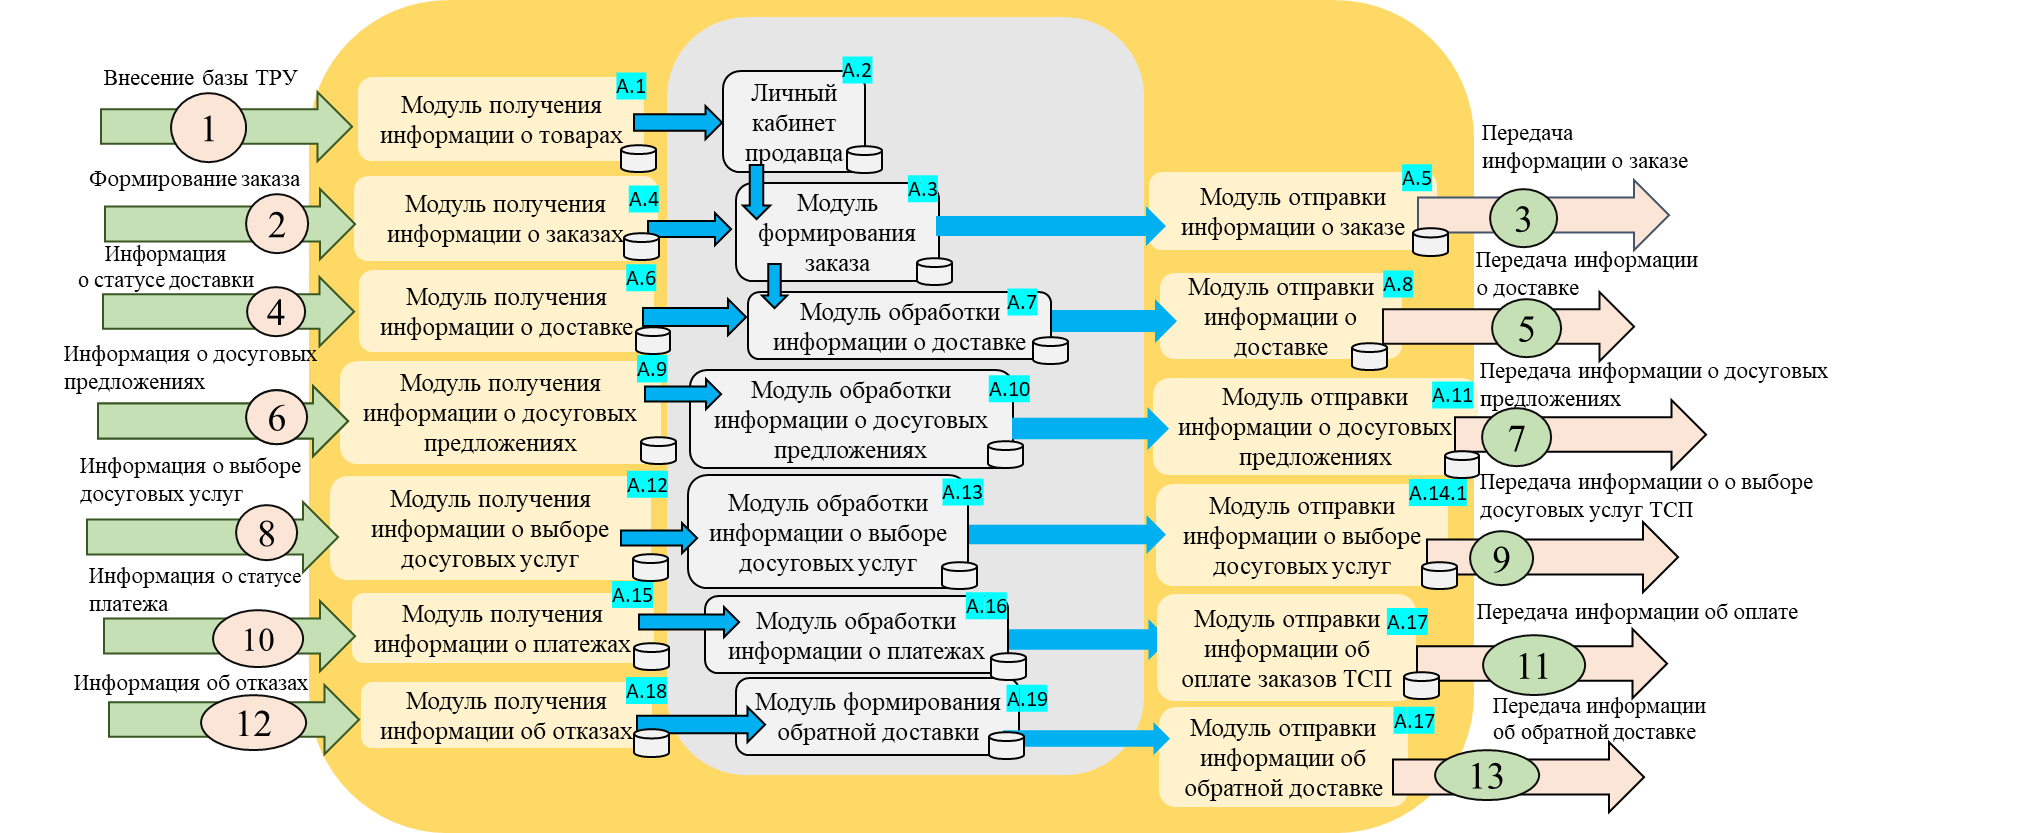 Внесение базы ТРУ
1
Модуль получения
информации о товарах
А.1
Личный
кабинет
продавца
А.2
Формирование заказа
2
Модуль получения
информации о заказах
А.4
Модуль
формирования
заказа
А.3
Модуль отправки
информации о заказе
А.5
Передача
информации о заказе
3
Информация
о статусе доставки
4
Модуль получения
информации о доставке
А.6
Модуль обработки
информации о доставке
А.7
Модуль отправки
информации о
доставке
А.8
Передача информации
о доставке
5
Информация о досуговых
предложениях
6
Модуль получения
информации о досуговых
предложениях
А.9
Модуль обработки
информации о досуговых
предложениях
А.10
Модуль отправки
информации о досуговых
предложениях
А.11
Передача информации о досуговых
предложениях
7
Информация о выборе
досуговых услуг
8
Модуль получения
информации о выборе
досуговых услуг
А.12
Модуль обработки
информации о выборе
досуговых услуг
А.13
Модуль отправки
информации о выборе
досуговых услуг
А.14.1
Передача информации о о выборе
досуговых услуг ТСП
9
Информация о статусе
платежа
10
Модуль получения
информации о платежах
А.15
Модуль обработки
информации о платежах
А.16
Модуль отправки
информации об
оплате заказов ТСП
А.17
Передача информации об оплате
11
Информация об отказах
12
Модуль получения
информации об отказах
А.18
Модуль формирования
обратной доставки
А.19
Модуль отправки
информации об
обратной доставке
А.17
Передача информации
об обратной доставке
13